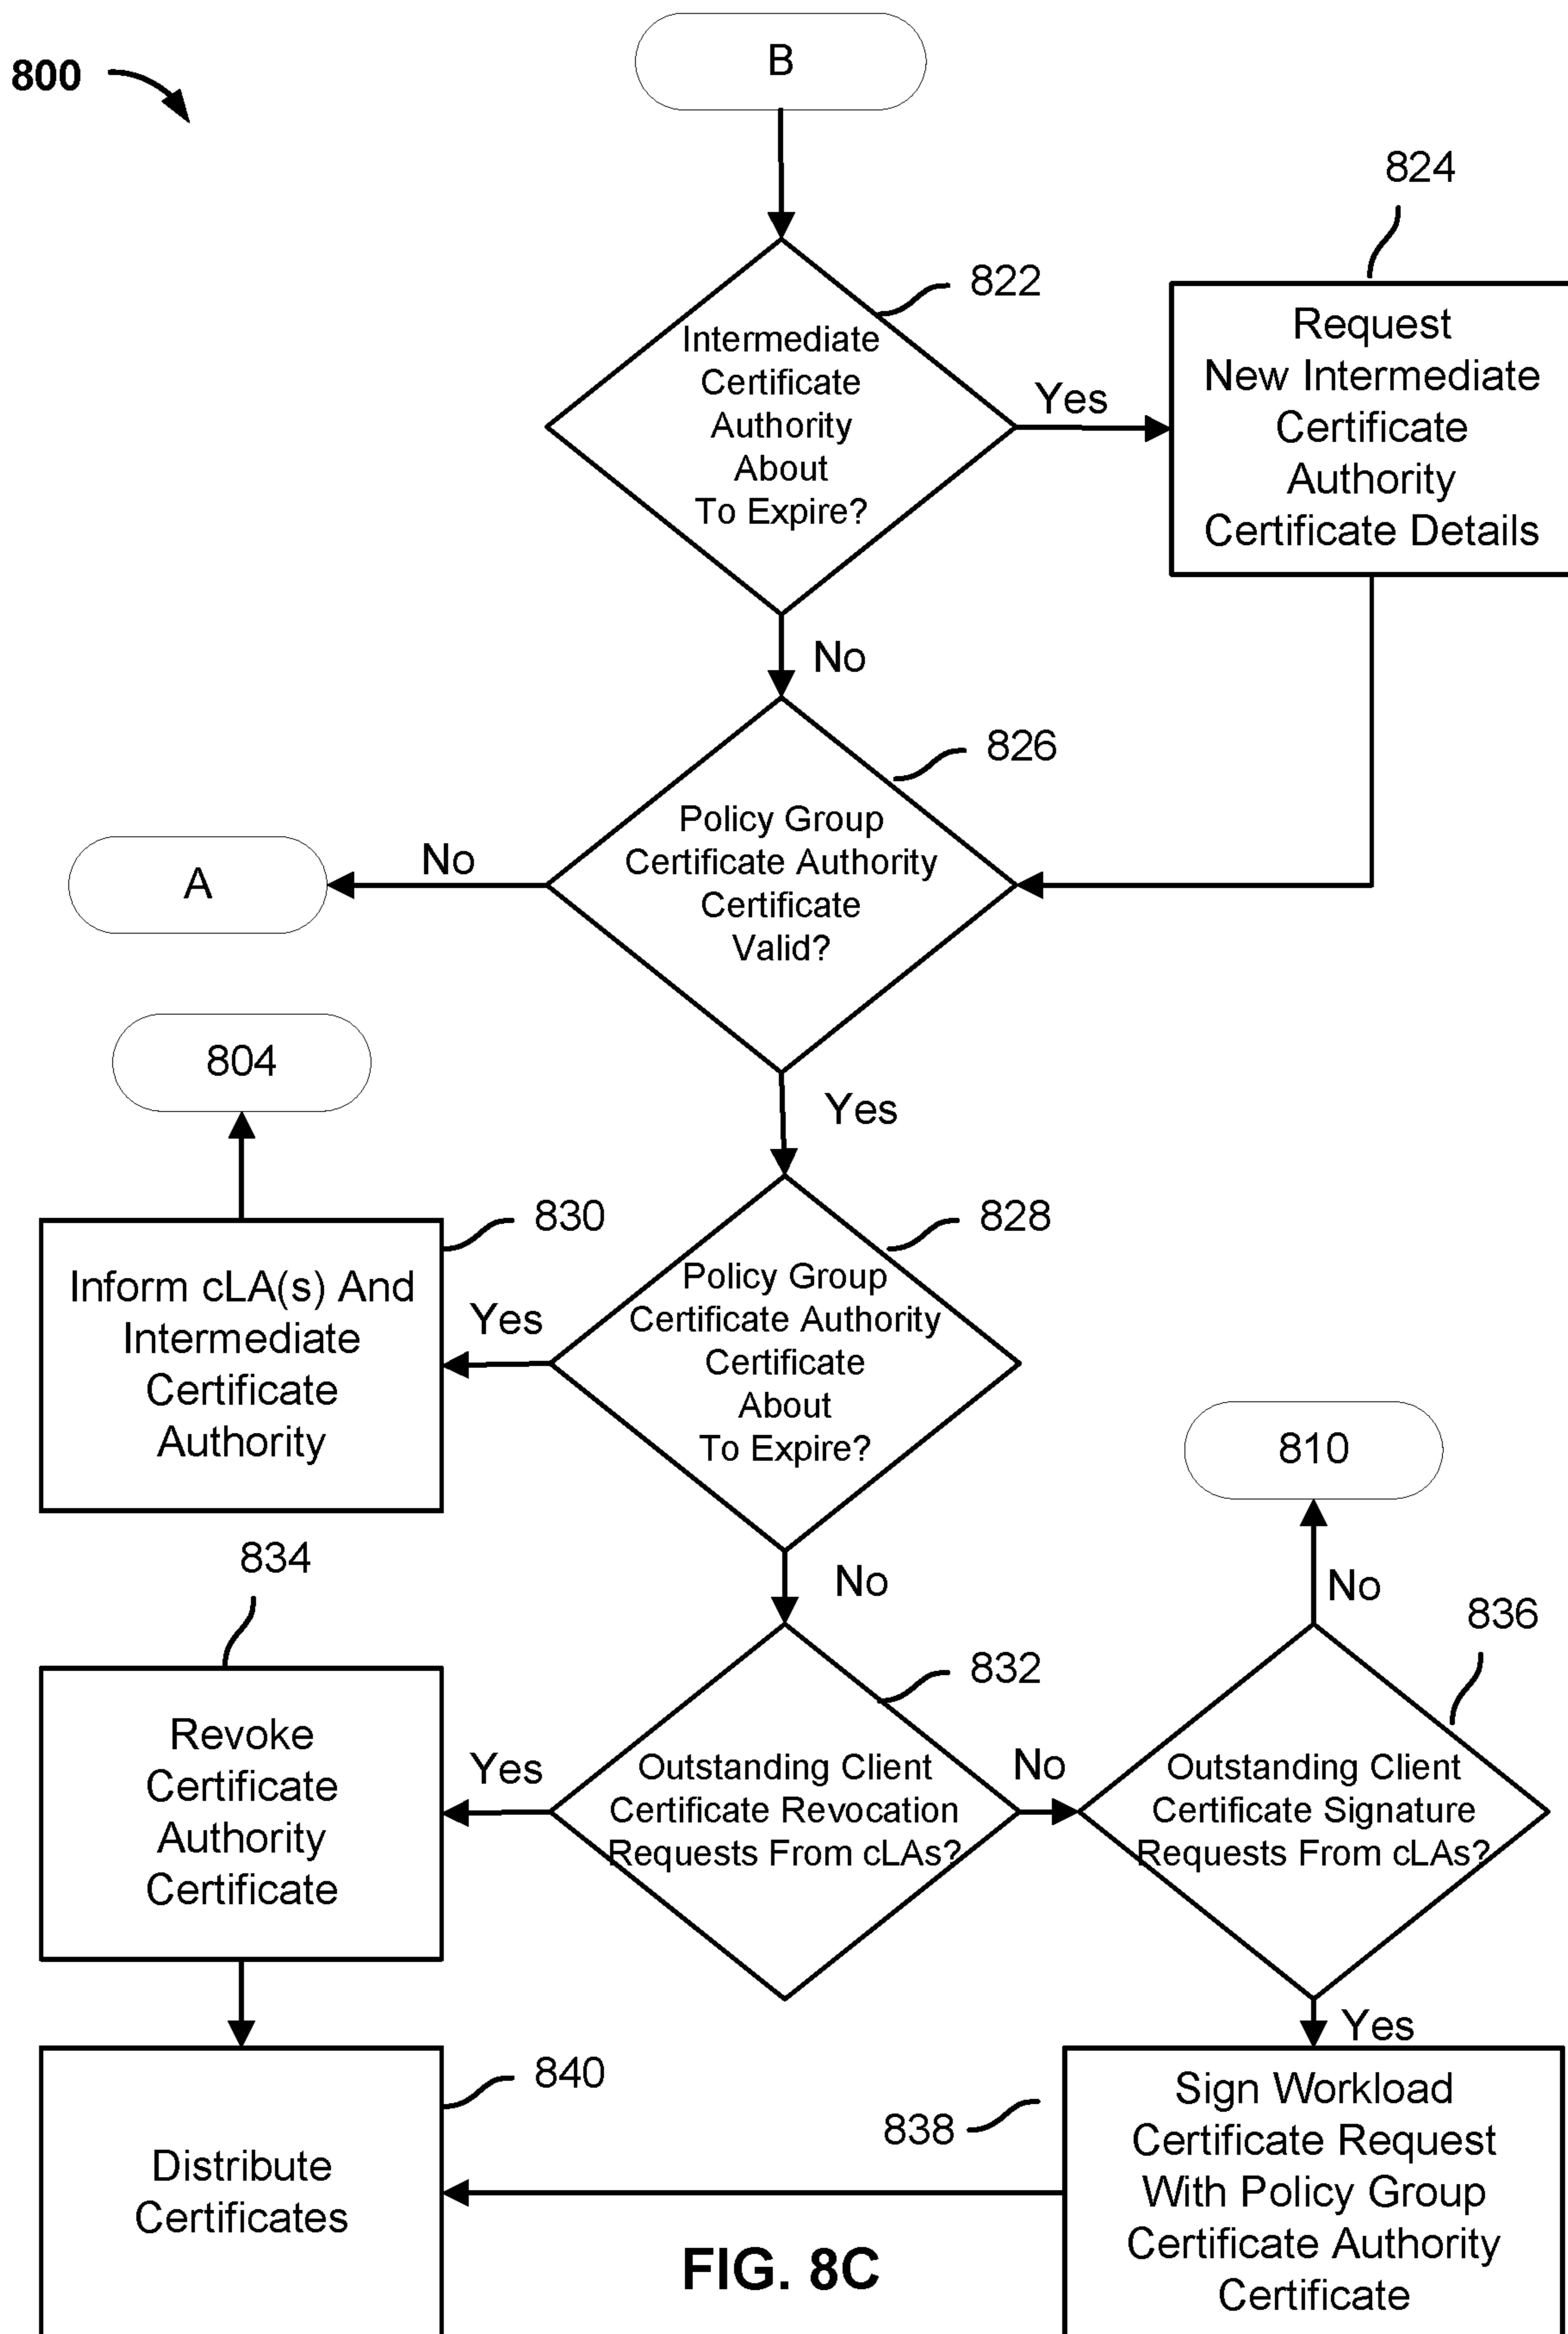 800
B
824
822
Intermediate
Certificate
Authority
About
To Expire?
Yes
Request
New Intermediate
Certificate
Authority
Certificate Details
No
826
Policy Group
Certificate Authority
Certificate
Valid?
No
A
Yes
804
830
Inform cLA(s) And
Intermediate
Certificate
Authority
Yes
828
Policy Group
Certificate Authority
Certificate
About
To Expire?
No
810
No
834
Revoke
Certificate
Authority
Certificate
Yes
832
Outstanding Client
Certificate Revocation
Requests From cLAs?
No
836
Outstanding Client
Certificate Signature
Requests From cLAs?
Yes
840
Distribute
Certificates
838
Sign Workload
Certificate Request
With Policy Group
Certificate Authority
Certificate
FIG. 8C